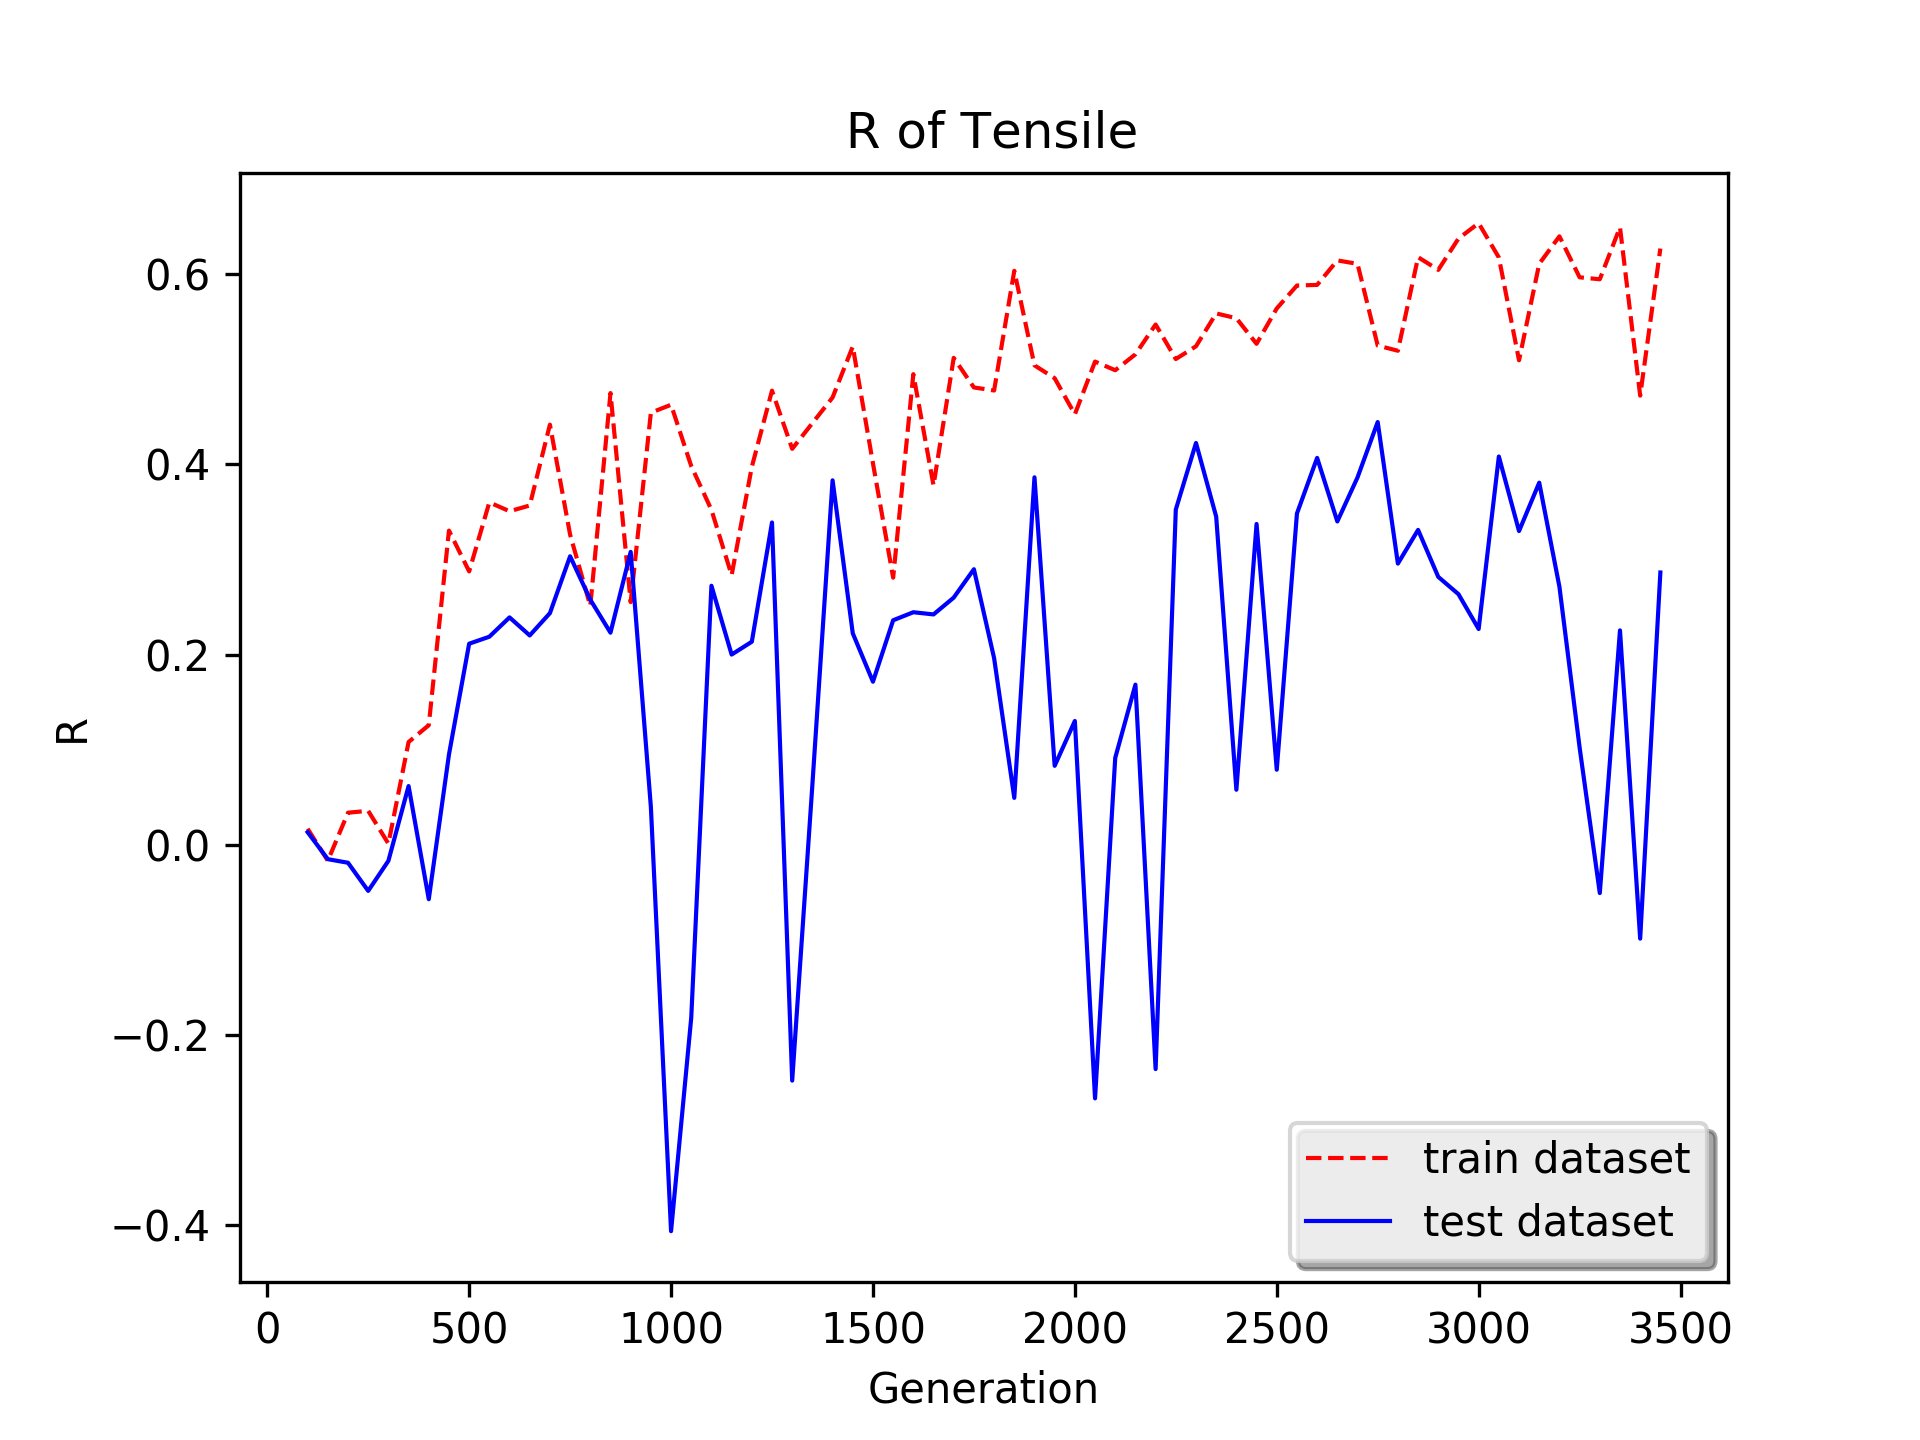 R of Tensile
R
0.6
0.4
0.2
0.0
−0.2
−0.4
train dataset
test dataset
0 500 1000 1500 2000 2500 3000 3500
Generation